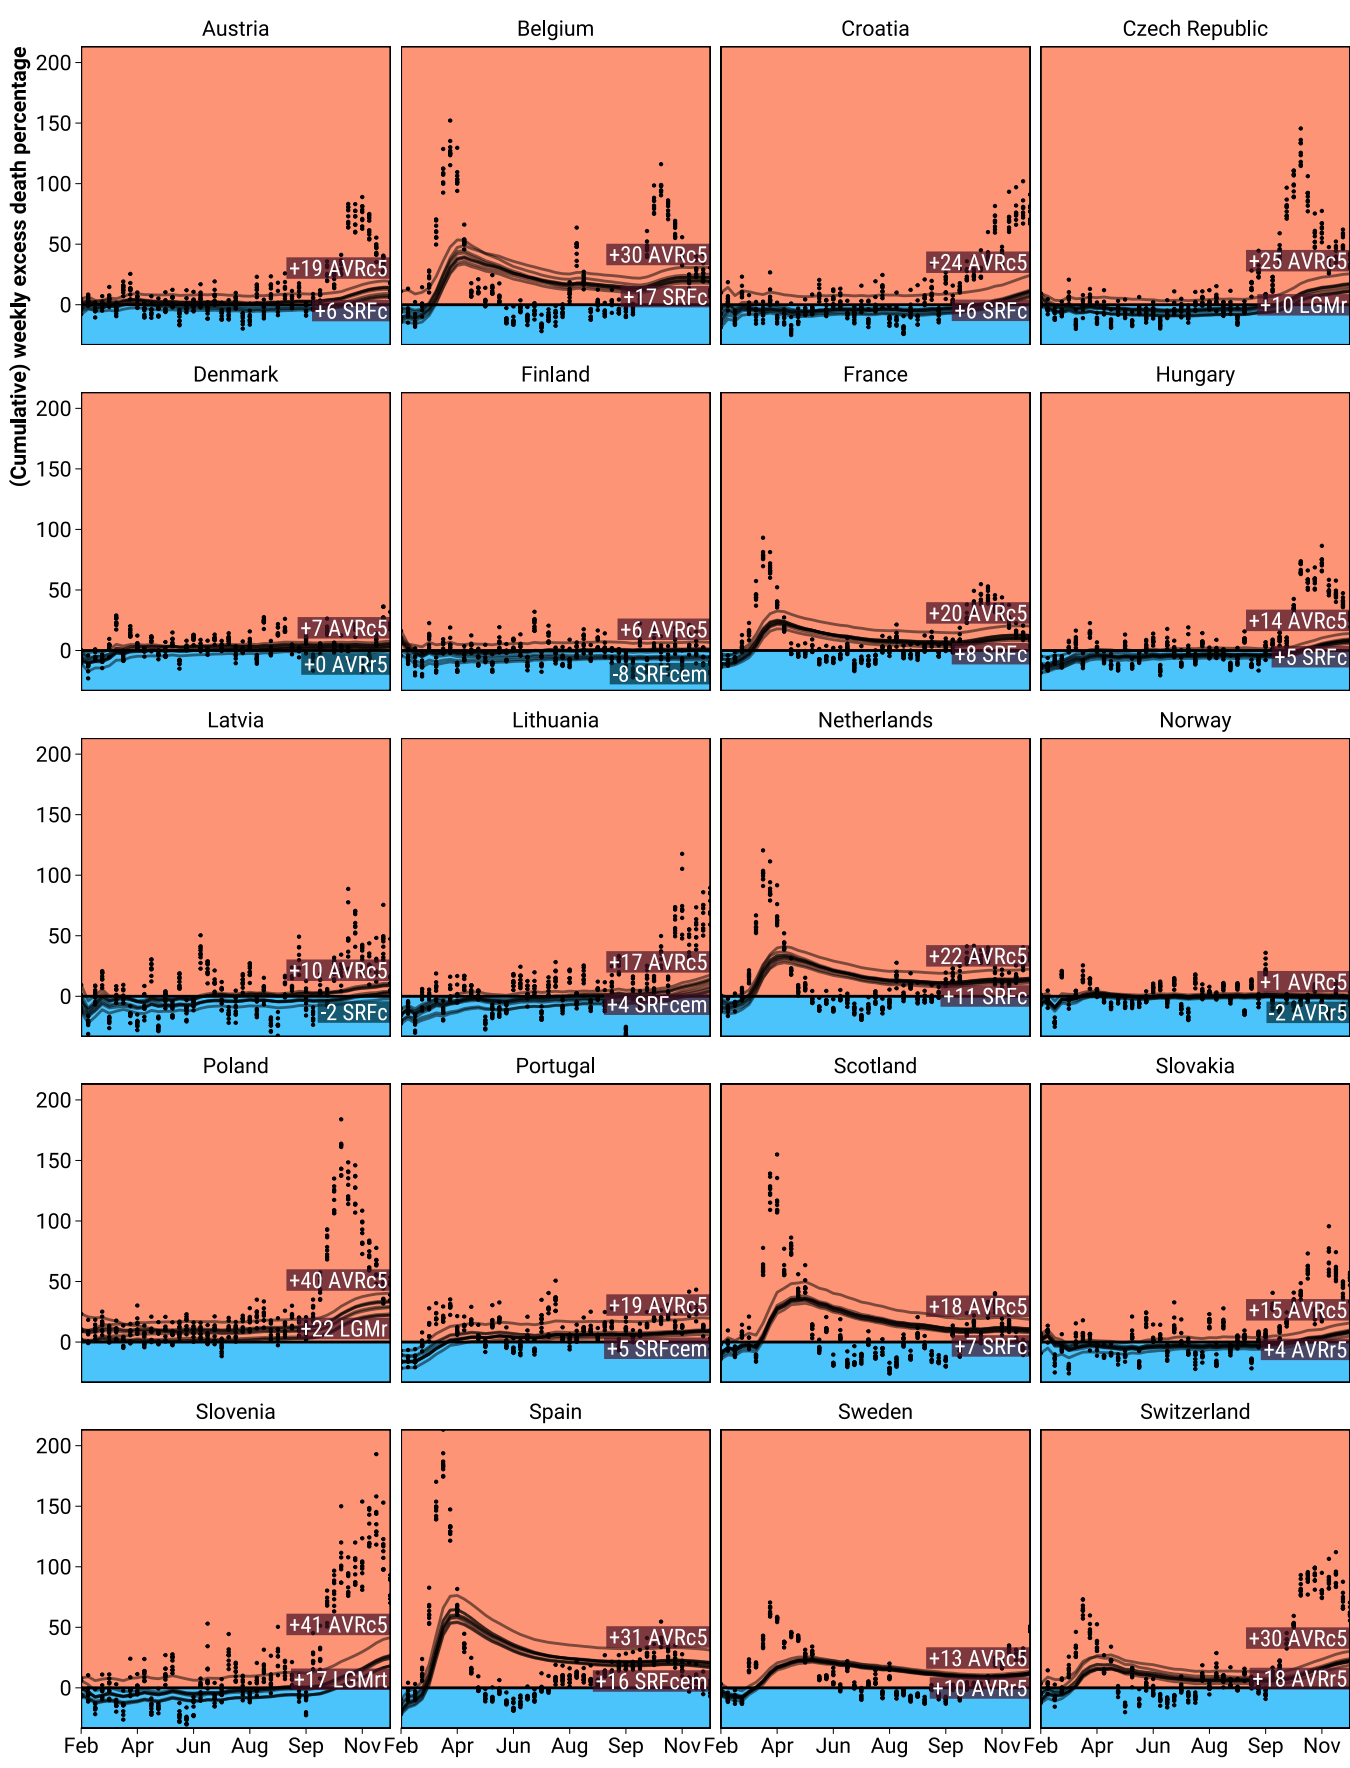 (Cumulative) weekly excess death percentage
Austria Belgium Croatia Czech Republic
200
150
100
50
0
+19 AVRc5 +30 AVRc5 +24 AVRc5 +25 AVRc5
+6 SRFc +17 SRFc +6 SRFc +10 LGMr
Denmark Finland France Hungary
200
150
100
50
0
+7 AVRc5 +6 AVRc5 +20 AVRc5 +14 AVRc5
+0 AVRr5 -8 SRFcem +8 SRFc +5 SRFc
Latvia Lithuania Netherlands Norway
200
150
100
50
0
+10 AVRc5 +17 AVRc5 +22 AVRc5 +1 AVRc5
-2 SRFc +4 SRFcem +11 SRFc -2 AVRr5
Poland Portugal Scotland Slovakia
200
150
100
50
0
+40 AVRc5 +19 AVRc5 +18 AVRc5 +15 AVRc5
+22 LGMr +5 SRFcem +7 SRFc +4 AVRr5
Slovenia Spain Sweden Switzerland
200
150
100
50
0
+41 AVRc5 +31 AVRc5 +13 AVRc5 +30 AVRc5
+17 LGMrt +16 SRFcem +10 AVRr5 +18 AVRr5
Feb Apr Jun Aug Sep Nov Feb Apr Jun Aug Sep Nov Feb Apr Jun Aug Sep Nov Feb Apr Jun Aug Sep Nov